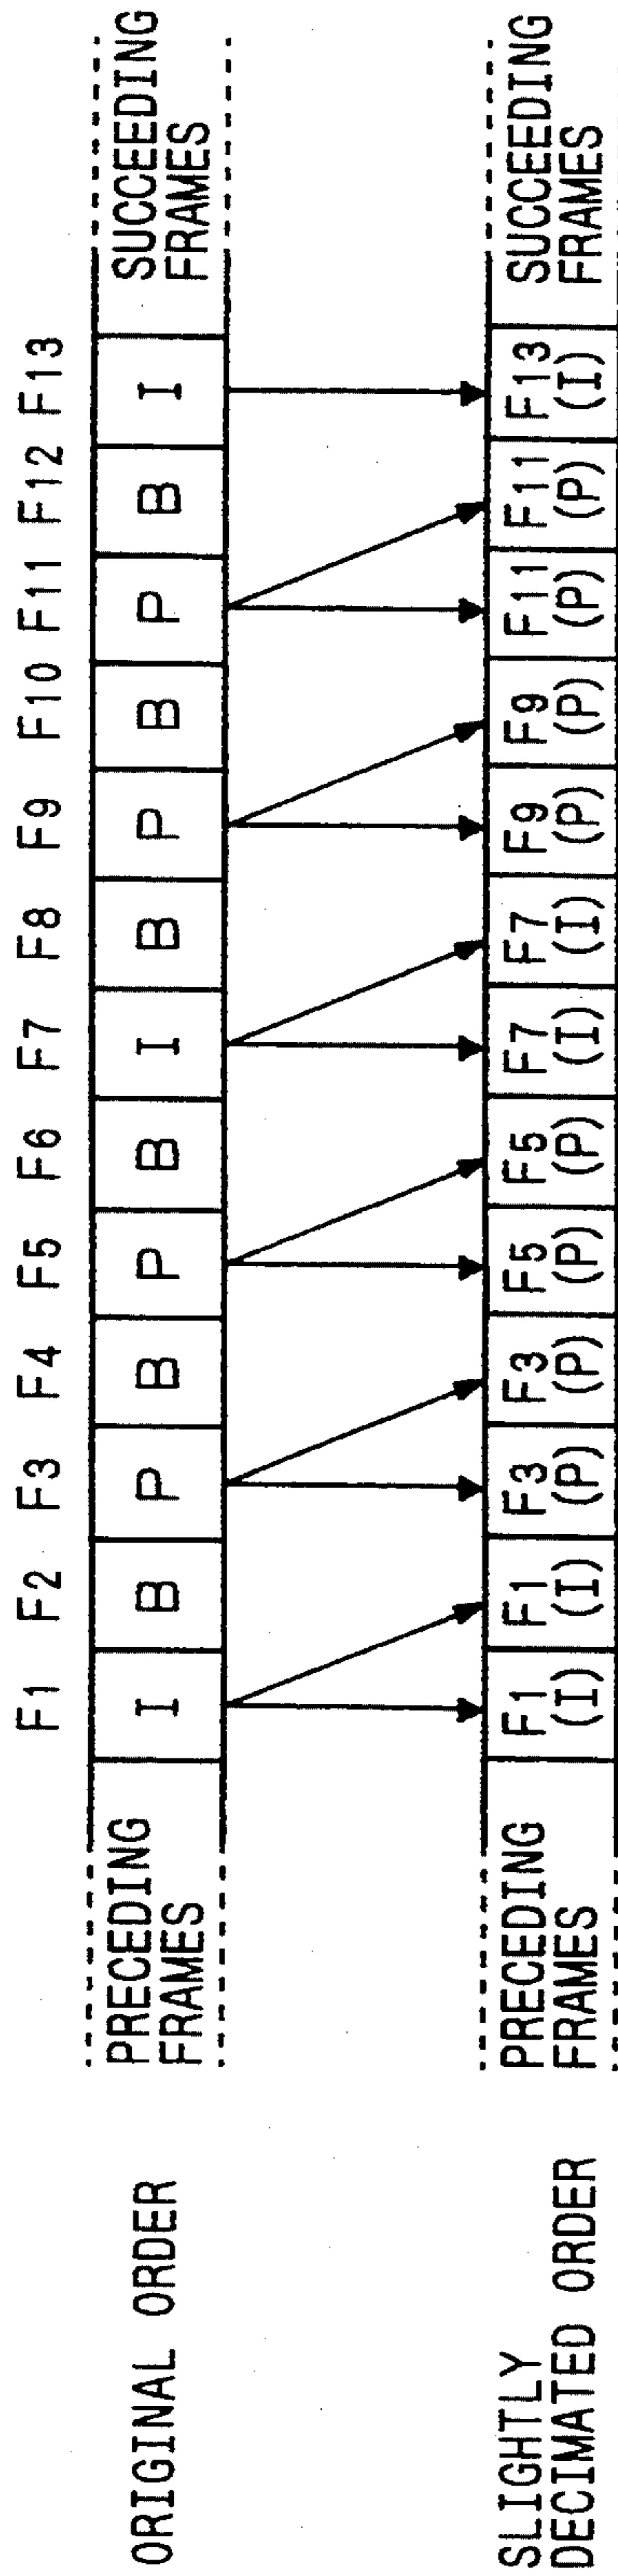 F1 F2 F3 F4 F5 F6 F7 F8 F9 F10 F11 F12 F13
ORIGINAL ORDER
PRECEDING
FRAMES
I B P B P B I B P B P B I
SUCCEEDING
FRAMES
SLIGHTLY
DECIMATED ORDER
PRECEDING
FRAMES
F1 F1 F3 F3 F5 F5 F7 F7 F9 F9 F11 F11 F13
(I) (I) (P) (P) (P) (P) (I) (I) (P) (P) (P) (P) (I)
SUCCEEDING
FRAMES